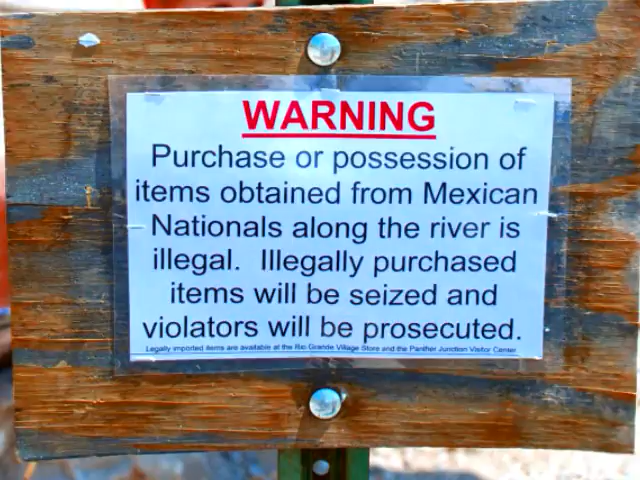 WARNING
Purchase or possession of
items obtained from Mexican
Nationals along the river is
illegal. Illegally purchased
items will be seized and
violators will be prosecuted.
Legally imported items are available at the Rio Grande Village Store and the Panther Junction Visitor Center